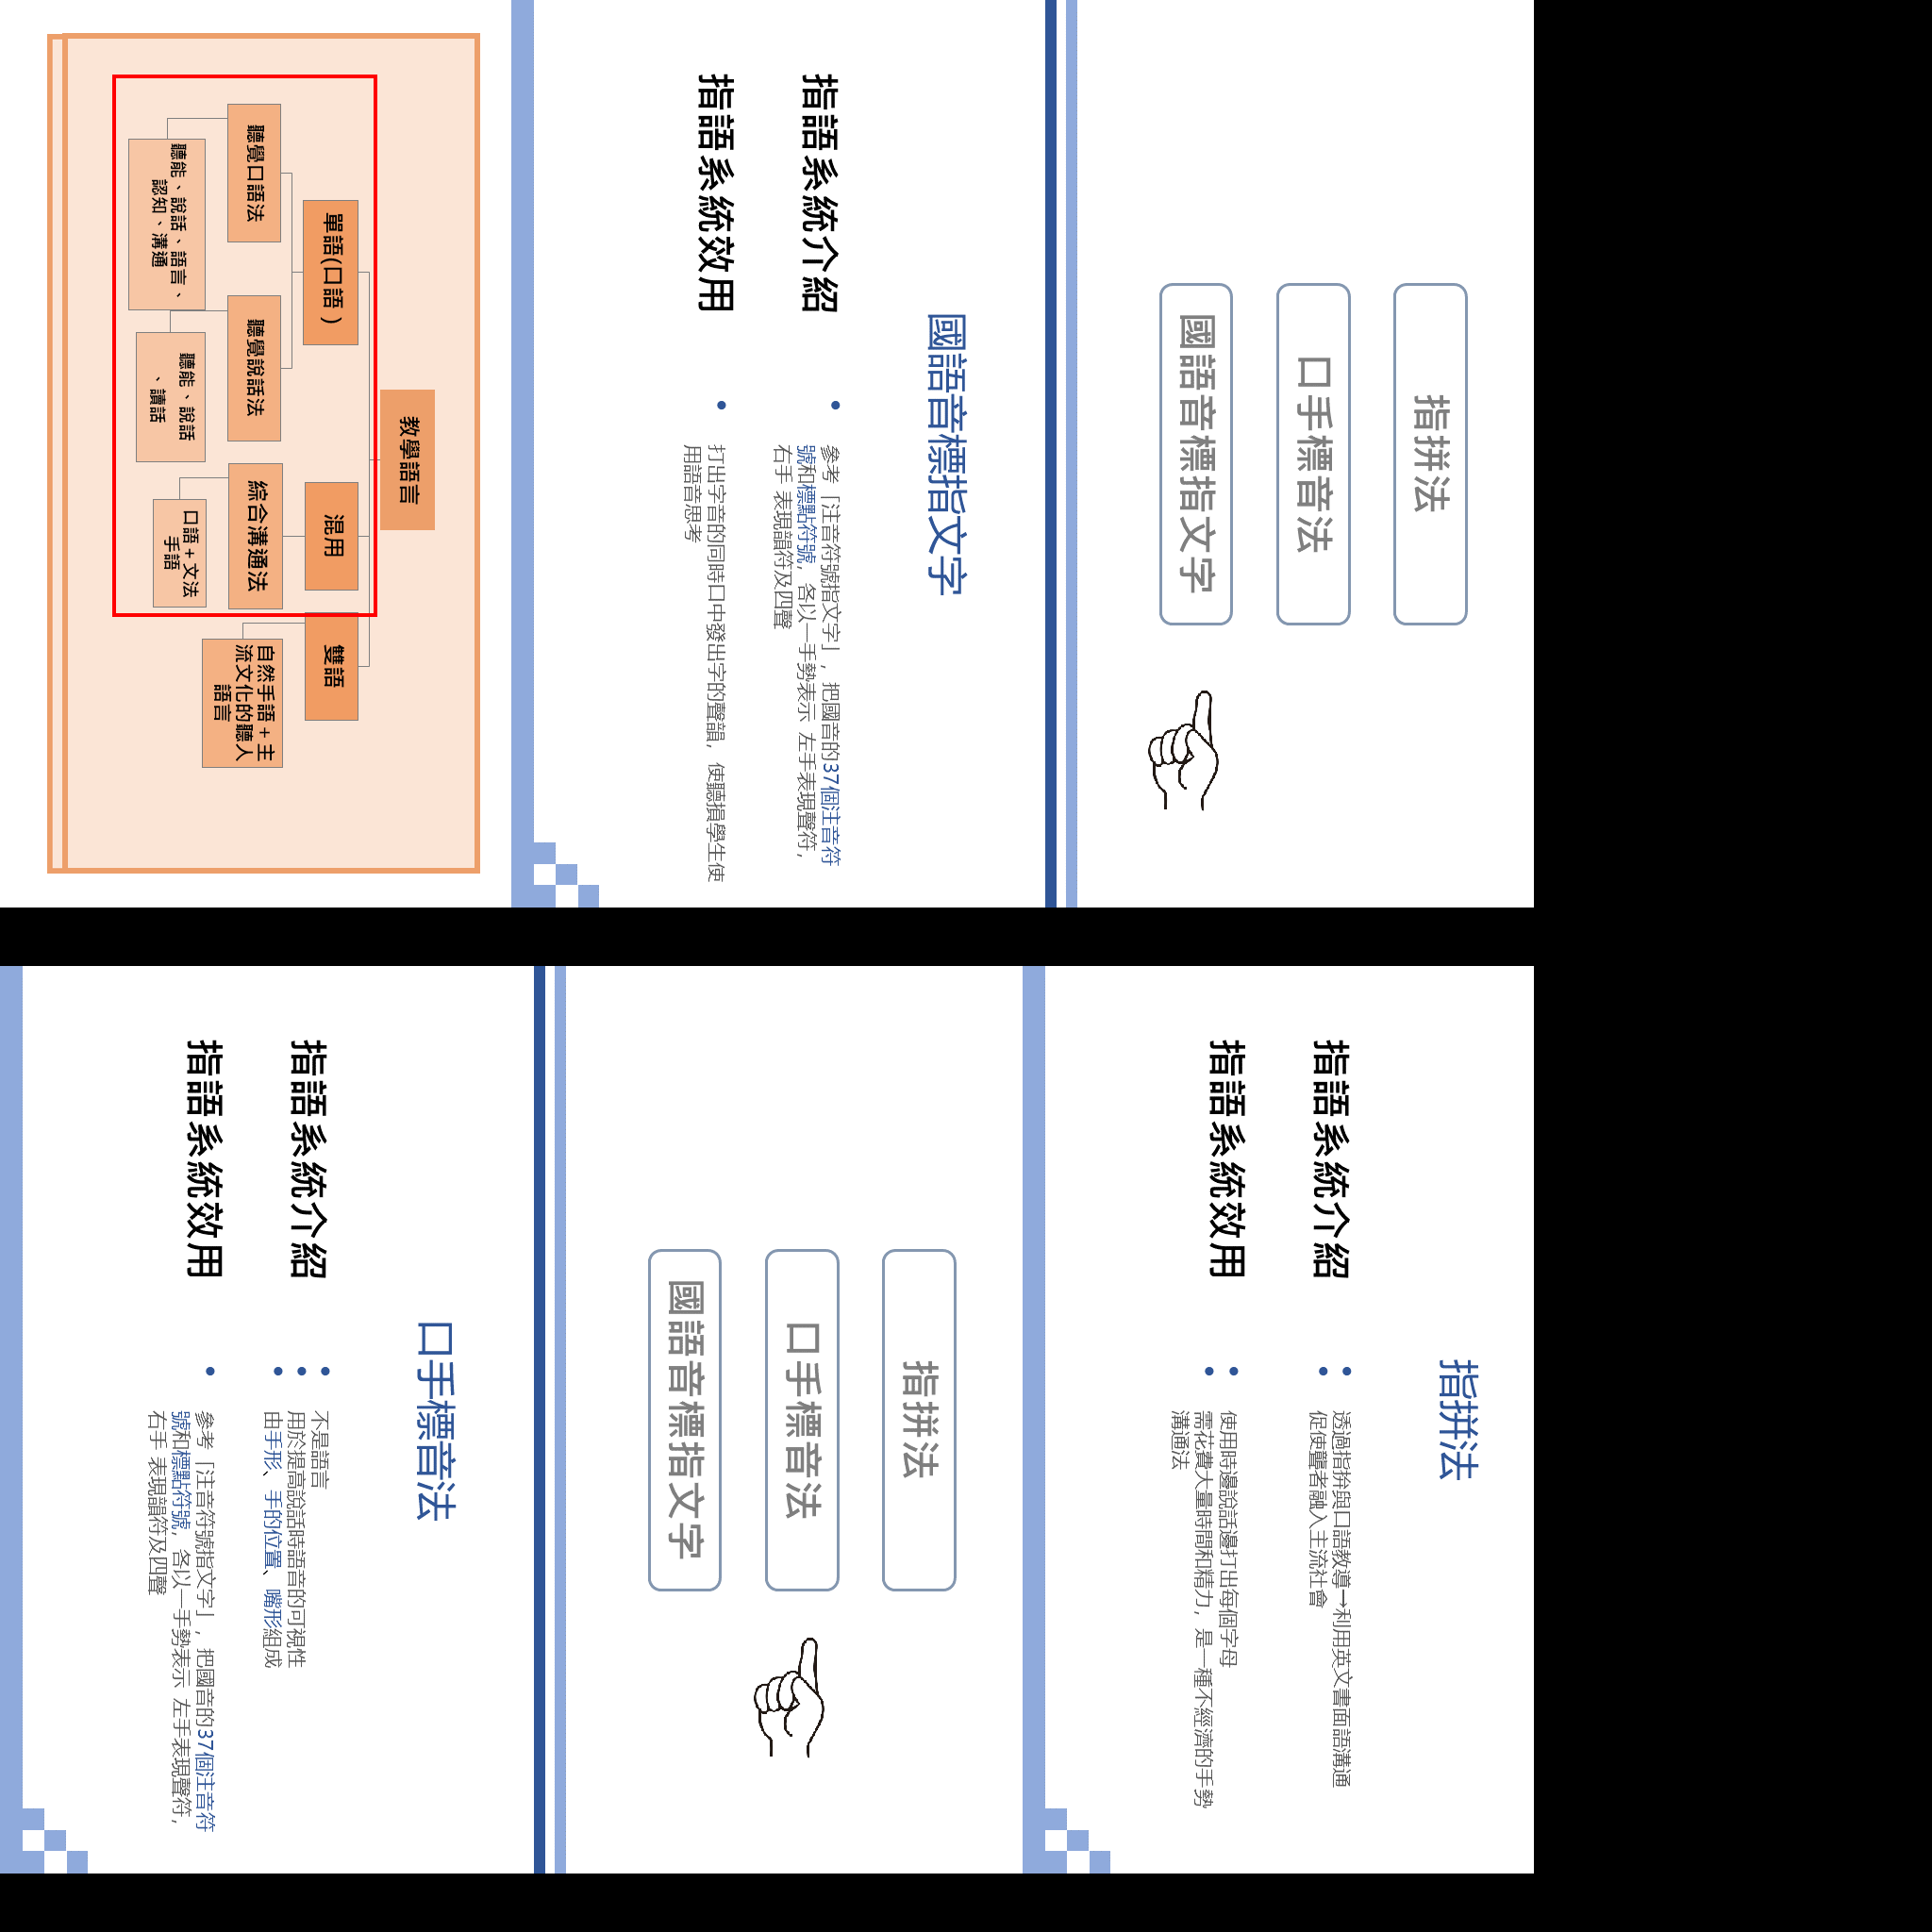 指拼法
口手標音法
國語音標指文字
國語音標指文字
指語系統介紹
• 參考「注音符號指文字」，把國音的37個注音符
號和標點符號，各以一手勢表示 左手表現聲符，
右手 表現韻符及四聲
指語系統效用
• 打出字音的同時口中發出字的聲韻，使聽損學生使
用語音思考
教學語言
單語(口語 )
混用
雙語
聽覺口語法
聽覺說話法
綜合溝通法
自然手語 + 主
流文化的聽人
語言
聽能 、說話 、語言 、
認知 、溝通
聽能 、說話
、讀話
口語 + 文法
手語
指拼法
指語系統介紹
• 透過指拚與口語教導→利用英文書面語溝通
• 促使聾者融入主流社會
指語系統效用
• 使用時邊說話邊打出每個字母
• 需花費大量時間和精力，是一種不經濟的手勢
溝通法
指拼法
口手標音法
國語音標指文字
口手標音法
指語系統介紹
• 不是語言
• 用於提高說話時語音的可視性
• 由手形、手的位置、嘴形組成
指語系統效用
• 參考「注音符號指文字」，把國音的37個注音符
號和標點符號，各以一手勢表示 左手表現聲符，
右手 表現韻符及四聲